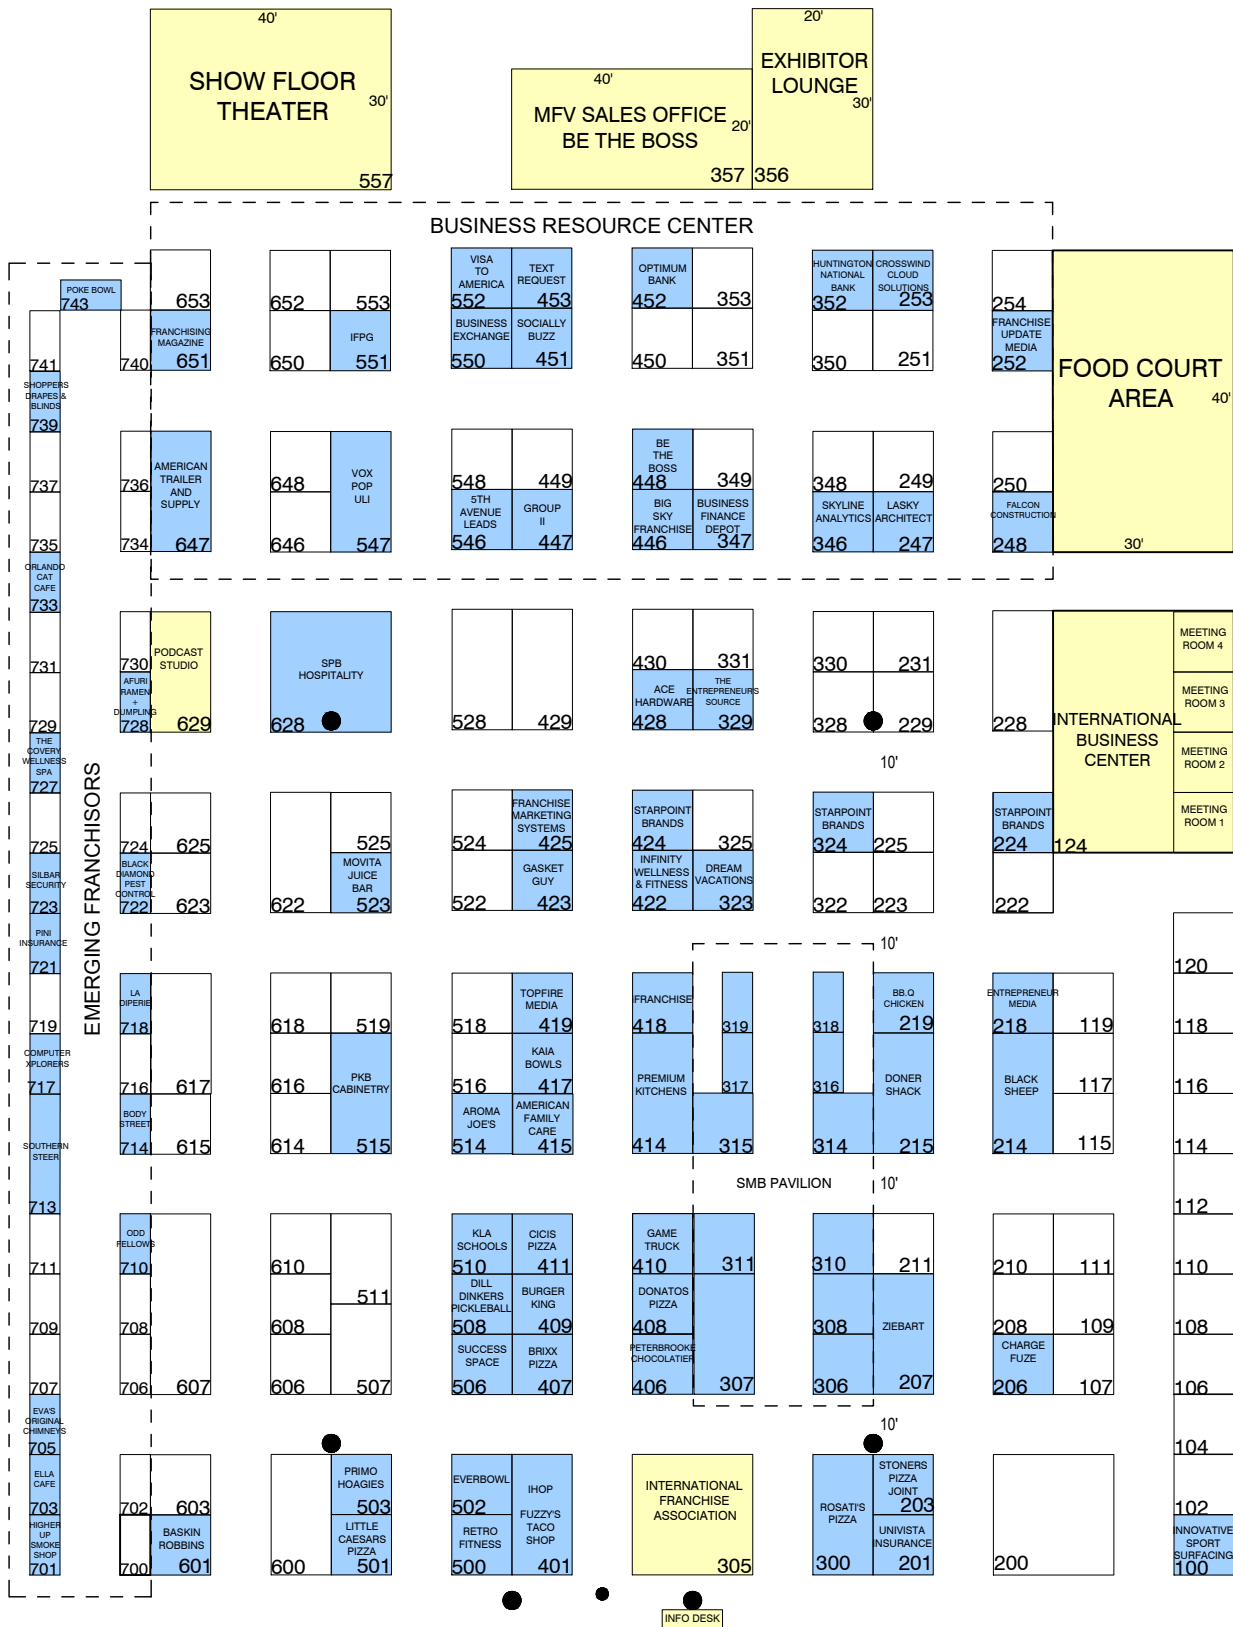 40'
SHOW FLOOR
THEATER
30'
557
40'
MFV SALES OFFICE
BE THE BOSS
20'
357
20'
EXHIBITOR
LOUNGE
30'
356
BUSINESS RESOURCE CENTER
POKE BOWL
743
653
652
553
VISA
TO
AMERICA
552
TEXT
REQUEST
453
OPTIMUM
BANK
452
353
HUNTINGTON
NATIONAL
BANK
352
CROSSWIND
CLOUD
SOLUTIONS
253
254
741
740
FRANCHISING
MAGAZINE
651
650
IFPG
551
BUSINESS
EXCHANGE
550
SOCIALLY
BUZZ
451
450
351
350
251
FRANCHISE
UPDATE
MEDIA
252
FOOD COURT
AREA
40'
30'
SHOPPERS
DRAPES &
BLINDS
739
737
736
AMERICAN
TRAILER
AND
SUPPLY
647
648
VOX
POP
ULI
547
548
449
BE
THE
BOSS
448
349
348
249
250
735
734
646
5TH
AVENUE
LEADS
546
GROUP
II
447
BIG
SKY
FRANCHISE
446
BUSINESS
FINANCE
DEPOT
347
SKYLINE
ANALYTICS
346
LASKY
ARCHITECT
247
FALCON
CONSTRUCTION
248
ORLANDO
CAT
CAFE
733
731
730
PODCAST
STUDIO
629
SPB
HOSPITALITY
628
528
429
430
331
330
231
228
INTERNATIONAL
BUSINESS
CENTER
124
MEETING
ROOM 4
MEETING
ROOM 3
MEETING
ROOM 2
MEETING
ROOM 1
729
AFURI
RAMEN
+
DUMPLING
728
ACE
HARDWARE
428
THE
ENTREPRENEURS
SOURCE
329
328
229
10'
THE
COVERY
WELLNESS
SPA
727
EMERGING FRANCHISORS
725
724
625
525
524
FRANCHISE
MARKETING
SYSTEMS
425
STARPOINT
BRANDS
424
325
STARPOINT
BRANDS
324
225
STARPOINT
BRANDS
224
SILBAR
SECURITY
723
BLACK
DIAMOND
PEST
CONTROL
722
623
622
MOVITA
JUICE
BAR
523
522
GASKET
GUY
423
INFINITY
WELLNESS
& FITNESS
422
DREAM
VACATIONS
323
322
223
222
PINI
INSURANCE
721
10'
120
719
LA
DIPERIE
718
618
519
518
TOPFIRE
MEDIA
419
IFRANCHISE
418
319
318
BB.Q
CHICKEN
219
ENTREPRENEUR
MEDIA
218
119
118
COMPUTER
XPLORERS
717
716
617
616
PKB
CABINETRY
515
516
KAIA
BOWLS
417
PREMIUM
KITCHENS
414
317
316
DONER
SHACK
215
BLACK
SHEEP
214
117
116
SOUTHERN
STEER
713
BODY
STREET
714
615
614
AROMA
JOE'S
514
AMERICAN
FAMILY
CARE
415
315
314
115
114
SMB PAVILION
10'
112
711
ODD
FELLOWS
710
610
511
KLA
SCHOOLS
510
CICIS
PIZZA
411
GAME
TRUCK
410
311
310
211
210
111
110
709
708
608
DILL
DINKERS
PICKLEBALL
508
BURGER
KING
409
DONATOS
PIZZA
408
308
ZIEBART
207
208
109
108
707
706
607
606
507
SUCCESS
SPACE
506
BRIXX
PIZZA
407
PETERBROOKE
CHOCOLATIER
406
307
306
CHARGE
FUZE
206
107
106
EVA'S
ORIGINAL
CHIMNEYS
705
10'
104
ELLA
CAFE
703
702
603
PRIMO
HOAGIES
503
EVERBOWL
502
IHOP
FUZZY'S
TACO
SHOP
401
INTERNATIONAL
FRANCHISE
ASSOCIATION
305
ROSATI'S
PIZZA
300
STONERS
PIZZA
JOINT
203
200
102
HIGHER
UP
SMOKE
SHOP
701
700
BASKIN
ROBBINS
601
600
LITTLE
CAESARS
PIZZA
501
RETRO
FITNESS
500
UNIVISTA
INSURANCE
201
INNOVATIVE
SPORT
SURFACING
100
INFO DESK